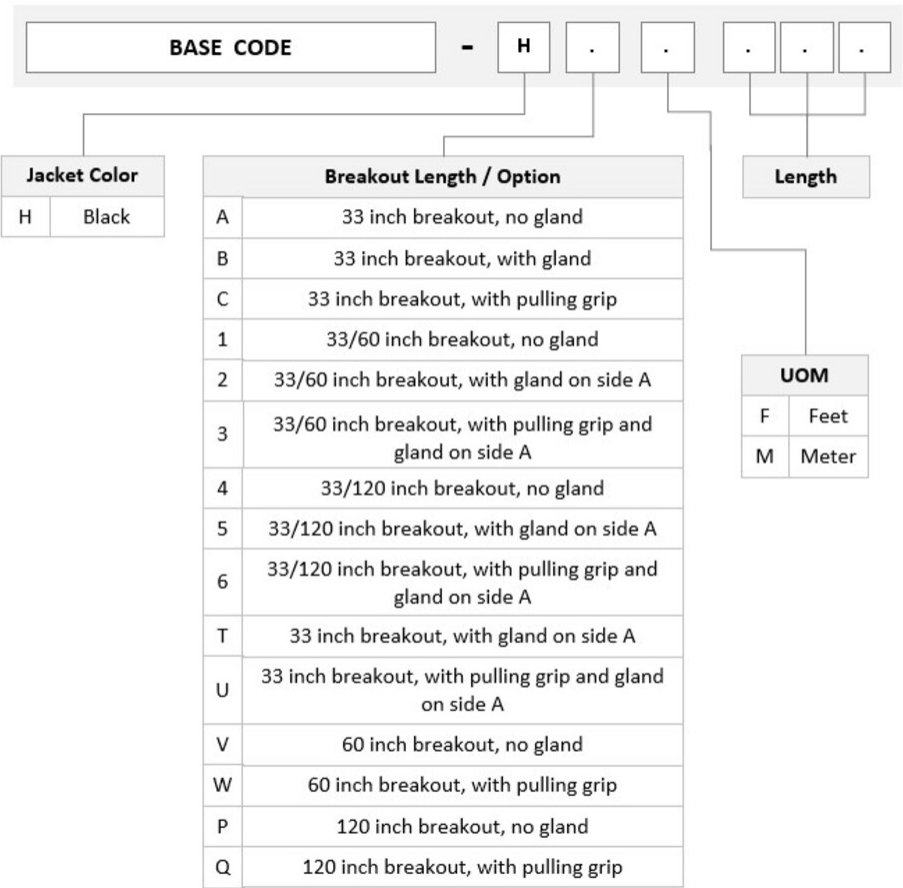 BASE CODE - H . . . . .
Jacket Color
H Black
Breakout Length / Option
A 33 inch breakout, no gland
B 33 inch breakout, with gland
C 33 inch breakout, with pulling grip
1 33/60 inch breakout, no gland
2 33/60 inch breakout, with gland on side A
3 33/60 inch breakout, with pulling grip and
gland on side A
4 33/120 inch breakout, no gland
5 33/120 inch breakout, with gland on side A
6 33/120 inch breakout, with pulling grip and
gland on side A
T 33 inch breakout, with gland on side A
U 33 inch breakout, with pulling grip and gland
on side A
V 60 inch breakout, no gland
W 60 inch breakout, with pulling grip
P 120 inch breakout, no gland
Q 120 inch breakout, with pulling grip
Length
UOM
F Feet
M Meter